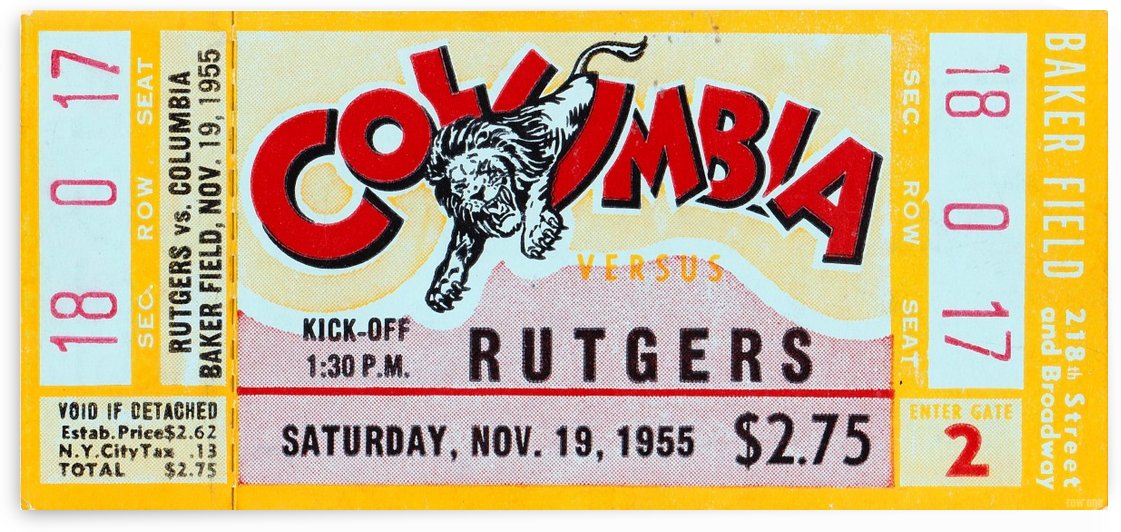 18 0 17
SEC. ROW SEAT
RUTGERS vs. COLUMBIA
BAKER FIELD, NOV. 19, 1955
VOID IF DETACHED
Estab. Price $2.62
N.Y. City Tax .13
TOTAL $2.75
COLUMBIA
VERSUS
RUTGERS
KICK-OFF
1:30 P.M.
SATURDAY, NOV. 19, 1955 $2.75
SEC. ROW SEAT
18 0 17
ENTER GATE
2
BAKER FIELD 218th Street
and Broadway
row one